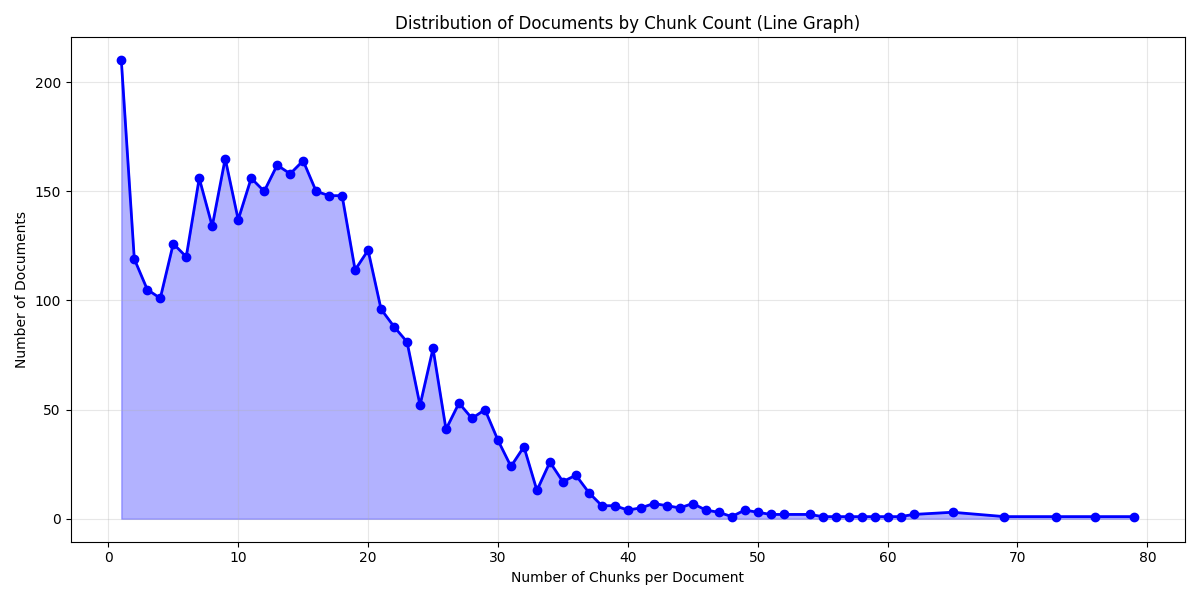 Distribution of Documents by Chunk Count (Line Graph)
200
150
100
50
0
Number of Documents
0 10 20 30 40 50 60 70 80
Number of Chunks per Document